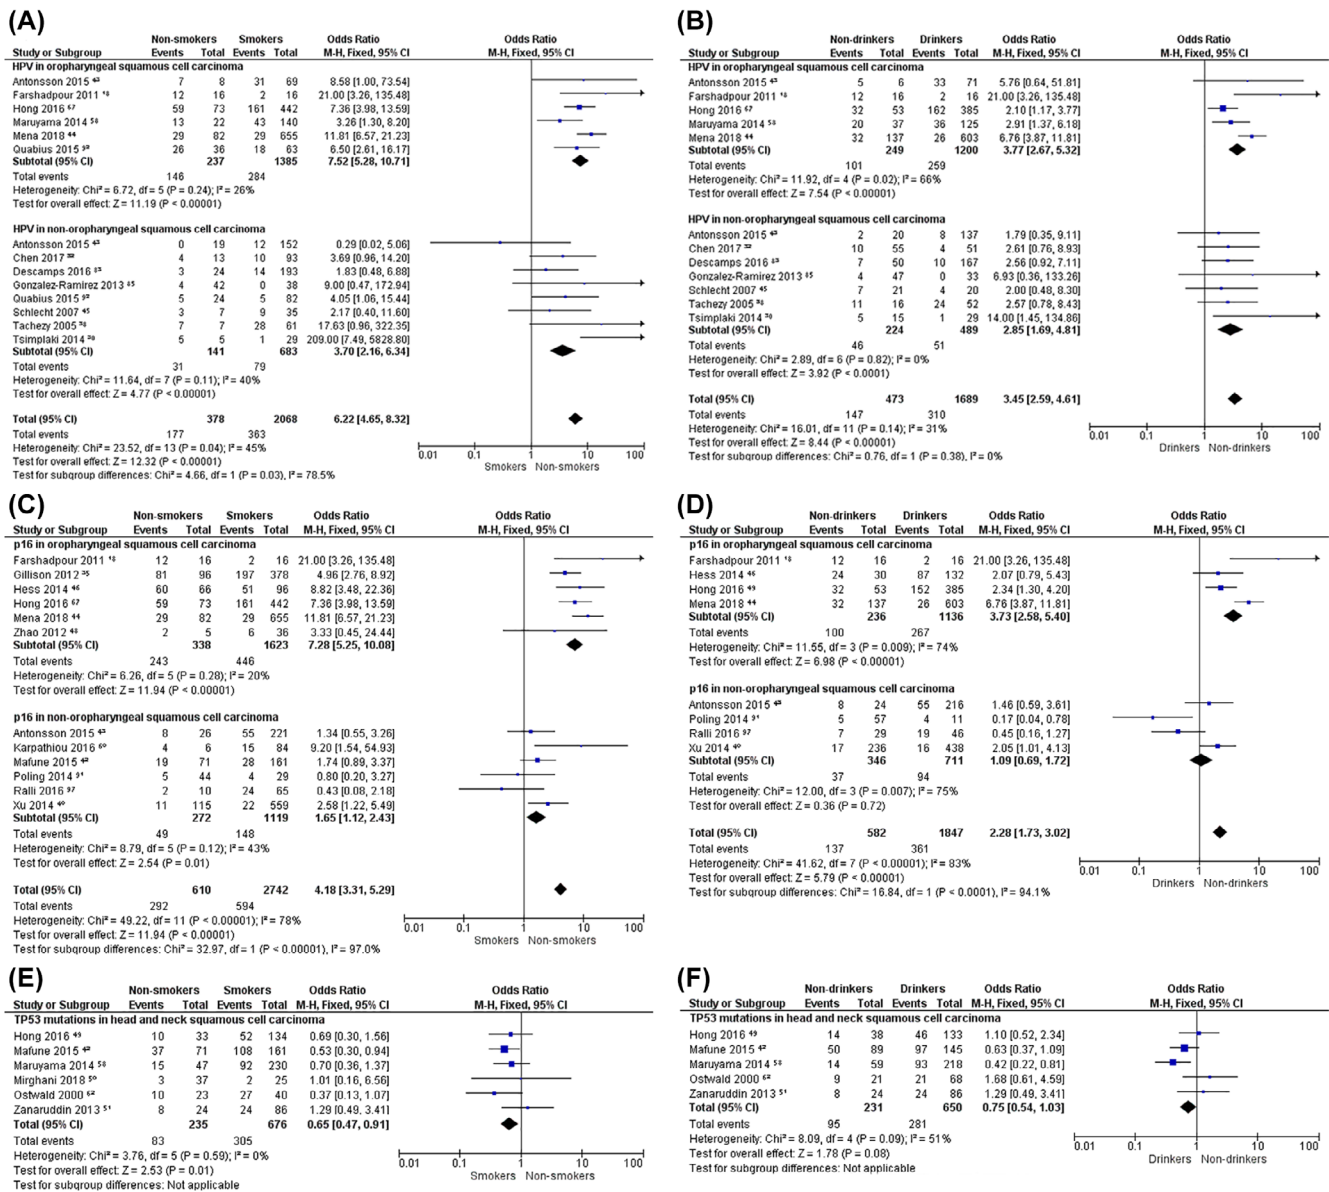 (A)
Non-smokers Smokers Odds Ratio Odds Ratio
Study or Subgroup Events Total Events Total M-H, Fixed, 95% CI M-H, Fixed, 95% CI
HPV in oropharyngeal squamous cell carcinoma
Antonsson 2015 ⁴³ 7 8 31 69 8.58 [1.00, 73.54]
Farshadpour 2011 ¹⁸ 12 16 2 16 21.00 [3.26, 135.48]
Hong 2016 ⁶⁷ 59 73 161 442 7.36 [3.98, 13.59]
Maruyama 2014 ⁵⁸ 13 22 43 140 3.26 [1.30, 8.20]
Mena 2018 ⁴⁴ 29 82 29 655 11.81 [6.57, 21.23]
Quabius 2015 ⁹² 26 36 18 63 6.50 [2.61, 16.17]
Subtotal (95% CI) 237 1385 7.52 [5.28, 10.71]
Total events 146 284
Heterogeneity: Chi² = 6.72, df = 5 (P = 0.24); I² = 26%
Test for overall effect: Z = 11.19 (P < 0.00001)
HPV in non-oropharyngeal squamous cell carcinoma
Antonsson 2015 ⁴³ 0 19 12 152 0.29 [0.02, 5.06]
Chen 2017 4 13 10 93 3.69 [0.96, 14.20]
Descamps 2016 3 24 14 193 1.83 [0.48, 6.88]
Gonzalez-Ramirez 2013 4 42 0 38 9.00 [0.47, 172.94]
Quabius 2015 ⁹² 5 24 5 82 4.05 [1.06, 15.44]
Schlecht 2007 ⁴⁵ 3 7 9 35 2.17 [0.40, 11.60]
Tachezy 2005 7 7 28 61 17.63 [0.96, 322.35]
Tsimplaki 2014 5 5 1 29 209.00 [7.49, 5828.80]
Subtotal (95% CI) 141 683 3.70 [2.16, 6.34]
Total events 31 79
Heterogeneity: Chi² = 11.64, df = 7 (P = 0.11); I² = 40%
Test for overall effect: Z = 4.77 (P < 0.00001)
Total (95% CI) 378 2068 6.22 [4.65, 8.32]
Total events 177 363
Heterogeneity: Chi² = 23.52, df = 13 (P = 0.04); I² = 45%
Test for overall effect: Z = 12.32 (P < 0.00001)
Test for subgroup differences: Chi² = 4.66, df = 1 (P = 0.03), I² = 78.5%
0.01 0.1 1 10 100
Smokers Non-smokers
(B)
Non-drinkers Drinkers Odds Ratio Odds Ratio
Study or Subgroup Events Total Events Total M-H, Fixed, 95% CI M-H, Fixed, 95% CI
HPV in oropharyngeal squamous cell carcinoma
Antonsson 2015 ⁴³ 5 6 33 71 5.76 [0.64, 51.81]
Farshadpour 2011 ¹⁸ 12 16 2 16 21.00 [3.26, 135.48]
Hong 2016 ⁶⁷ 32 53 162 385 2.10 [1.17, 3.77]
Maruyama 2014 ⁵⁸ 20 37 36 125 2.91 [1.37, 6.18]
Mena 2018 ⁴⁴ 32 137 26 603 6.76 [3.87, 11.81]
Subtotal (95% CI) 249 1200 3.77 [2.67, 5.32]
Total events 101 259
Heterogeneity: Chi² = 11.92, df = 4 (P = 0.02); I² = 66%
Test for overall effect: Z = 7.54 (P < 0.00001)
HPV in non-oropharyngeal squamous cell carcinoma
Antonsson 2015 ⁴³ 2 20 8 137 1.79 [0.35, 9.11]
Chen 2017 10 55 4 51 2.61 [0.76, 8.93]
Descamps 2016 7 50 10 167 2.56 [0.92, 7.11]
Gonzalez-Ramirez 2013 4 47 0 33 6.93 [0.36, 133.26]
Schlecht 2007 ⁴⁵ 7 21 4 20 2.00 [0.48, 8.30]
Tachezy 2005 11 16 24 52 2.57 [0.78, 8.43]
Tsimplaki 2014 5 15 1 29 14.00 [1.45, 134.86]
Subtotal (95% CI) 224 489 2.85 [1.69, 4.81]
Total events 46 51
Heterogeneity: Chi² = 2.89, df = 6 (P = 0.82); I² = 0%
Test for overall effect: Z = 3.92 (P < 0.0001)
Total (95% CI) 473 1689 3.45 [2.59, 4.61]
Total events 147 310
Heterogeneity: Chi² = 16.01, df = 11 (P = 0.14); I² = 31%
Test for overall effect: Z = 8.44 (P < 0.00001)
Test for subgroup differences: Chi² = 0.76, df = 1 (P = 0.38), I² = 0%
0.01 0.1 1 10 100
Drinkers Non-drinkers
(C)
Non-smokers Smokers Odds Ratio Odds Ratio
Study or Subgroup Events Total Events Total M-H, Fixed, 95% CI M-H, Fixed, 95% CI
p16 in oropharyngeal squamous cell carcinoma
Farshadpour 2011 ¹⁸ 12 16 2 16 21.00 [3.26, 135.48]
Gillison 2012 81 96 197 378 4.96 [2.76, 8.92]
Hess 2014 ⁴⁶ 60 66 51 96 8.82 [3.48, 22.36]
Hong 2016 ⁶⁷ 59 73 161 442 7.36 [3.98, 13.59]
Mena 2018 ⁴⁴ 29 82 29 655 11.81 [6.57, 21.23]
Zhao 2012 ⁴⁸ 2 5 6 36 3.33 [0.45, 24.44]
Subtotal (95% CI) 338 1623 7.28 [5.25, 10.08]
Total events 243 446
Heterogeneity: Chi² = 6.26, df = 5 (P = 0.28); I² = 20%
Test for overall effect: Z = 11.94 (P < 0.00001)
p16 in non-oropharyngeal squamous cell carcinoma
Antonsson 2015 ⁴³ 8 26 55 221 1.34 [0.55, 3.26]
Karpathiou 2016 ⁶⁰ 4 6 15 84 9.20 [1.54, 54.93]
Mafune 2015 ⁴² 19 71 28 161 1.74 [0.89, 3.37]
Poling 2014 ⁹¹ 5 44 4 29 0.80 [0.20, 3.27]
Ralli 2016 ⁹⁷ 2 10 24 65 0.43 [0.08, 2.18]
Xu 2014 ⁴⁰ 11 115 22 559 2.58 [1.22, 5.49]
Subtotal (95% CI) 272 1119 1.65 [1.12, 2.43]
Total events 49 148
Heterogeneity: Chi² = 8.79, df = 5 (P = 0.12); I² = 43%
Test for overall effect: Z = 2.54 (P = 0.01)
Total (95% CI) 610 2742 4.18 [3.31, 5.29]
Total events 292 594
Heterogeneity: Chi² = 49.22, df = 11 (P < 0.00001); I² = 78%
Test for overall effect: Z = 11.94 (P < 0.00001)
Test for subgroup differences: Chi² = 32.97, df = 1 (P < 0.00001), I² = 97.0%
0.01 0.1 1 10 100
Smokers Non-smokers
(D)
Non-drinkers Drinkers Odds Ratio Odds Ratio
Study or Subgroup Events Total Events Total M-H, Fixed, 95% CI M-H, Fixed, 95% CI
p16 in oropharyngeal squamous cell carcinoma
Farshadpour 2011 ¹⁸ 12 16 2 16 21.00 [3.26, 135.48]
Hess 2014 ⁴⁶ 24 30 87 132 2.07 [0.79, 5.43]
Hong 2016 ⁴⁹ 32 53 152 385 2.34 [1.30, 4.20]
Mena 2018 ⁴⁴ 32 137 26 603 6.76 [3.87, 11.81]
Subtotal (95% CI) 236 1136 3.73 [2.58, 5.40]
Total events 100 267
Heterogeneity: Chi² = 11.55, df = 3 (P = 0.009); I² = 74%
Test for overall effect: Z = 6.98 (P < 0.00001)
p16 in non-oropharyngeal squamous cell carcinoma
Antonsson 2015 ⁴³ 8 24 55 216 1.46 [0.59, 3.61]
Poling 2014 ⁹¹ 5 57 4 11 0.17 [0.04, 0.78]
Ralli 2016 ⁹⁷ 7 29 19 46 0.45 [0.16, 1.27]
Xu 2014 ⁴⁰ 17 236 16 438 2.05 [1.01, 4.13]
Subtotal (95% CI) 346 711 1.09 [0.69, 1.72]
Total events 37 94
Heterogeneity: Chi² = 12.00, df = 3 (P = 0.007); I² = 75%
Test for overall effect: Z = 0.36 (P = 0.72)
Total (95% CI) 582 1847 2.28 [1.73, 3.02]
Total events 137 361
Heterogeneity: Chi² = 41.62, df = 7 (P < 0.00001); I² = 83%
Test for overall effect: Z = 5.79 (P < 0.00001)
Test for subgroup differences: Chi² = 16.84, df = 1 (P < 0.0001), I² = 94.1%
0.01 0.1 1 10 100
Drinkers Non-drinkers
(E)
Non-smokers Smokers Odds Ratio Odds Ratio
Study or Subgroup Events Total Events Total M-H, Fixed, 95% CI M-H, Fixed, 95% CI
TP53 mutations in head and neck squamous cell carcinoma
Hong 2016 ⁴⁹ 10 33 52 134 0.69 [0.30, 1.56]
Mafune 2015 ⁴² 37 71 108 161 0.53 [0.30, 0.94]
Maruyama 2014 ⁵⁸ 15 47 92 230 0.70 [0.36, 1.37]
Mirghani 2018 ⁵⁰ 3 37 2 25 1.01 [0.16, 6.56]
Ostwald 2000 ⁶² 10 23 27 40 0.37 [0.13, 1.07]
Zanaruddin 2013 ⁵¹ 8 24 24 86 1.29 [0.49, 3.41]
Total (95% CI) 235 676 0.65 [0.47, 0.91]
Total events 83 305
Heterogeneity: Chi² = 3.76, df = 5 (P = 0.59); I² = 0%
Test for overall effect: Z = 2.53 (P = 0.01)
Test for subgroup differences: Not applicable
0.01 0.1 1 10 100
Smokers Non-smokers
(F)
Non-drinkers Drinkers Odds Ratio Odds Ratio
Study or Subgroup Events Total Events Total M-H, Fixed, 95% CI M-H, Fixed, 95% CI
TP53 mutations in head and neck squamous cell carcinoma
Hong 2016 ⁴⁹ 14 38 46 133 1.10 [0.52, 2.34]
Mafune 2015 ⁴² 50 89 97 145 0.63 [0.37, 1.09]
Maruyama 2014 ⁵⁸ 14 59 93 218 0.42 [0.22, 0.81]
Ostwald 2000 ⁶² 9 21 21 68 1.68 [0.61, 4.59]
Zanaruddin 2013 ⁵¹ 8 24 24 86 1.29 [0.49, 3.41]
Total (95% CI) 231 650 0.75 [0.54, 1.03]
Total events 95 281
Heterogeneity: Chi² = 8.09, df = 4 (P = 0.09); I² = 51%
Test for overall effect: Z = 1.78 (P = 0.08)
Test for subgroup differences: Not applicable
0.01 0.1 1 10 100
Drinkers Non-drinkers